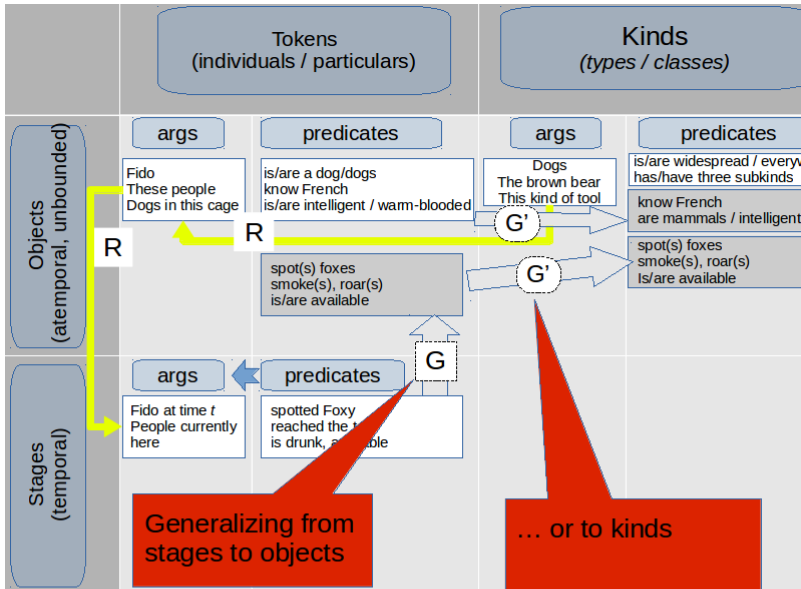 Tokens
(individuals / particulars)
Kinds
(types / classes)
Objects
(atemporal, unbounded)
args
predicates
args
predicates
Fido
These people
Dogs in this cage
is/are a dog/dogs
know French
is/are intelligent / warm-blooded
Dogs
The brown bear
This kind of tool
is/are widespread /
has/have three subkinds
know French
are mammals / intelligent
R
R
G'
spot(s) foxes
smoke(s), roar(s)
is/are available
G'
spot(s) foxes
smoke(s), roar(s)
Is/are available
G
Stages
(temporal)
args
predicates
Fido at time t
People currently
here
spotted Foxy
reached the
is drunk,
Generalizing from
stages to objects
… or to kinds